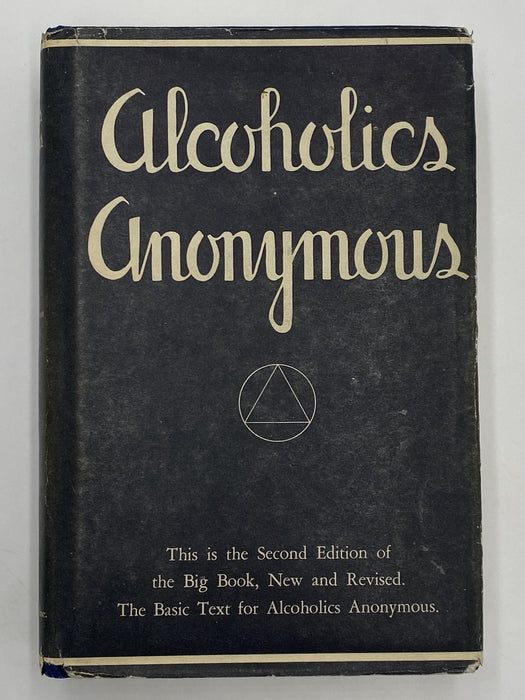 Alcoholics
Anonymous
This is the Second Edition of
the Big Book, New and Revised.
The Basic Text for Alcoholics Anonymous.